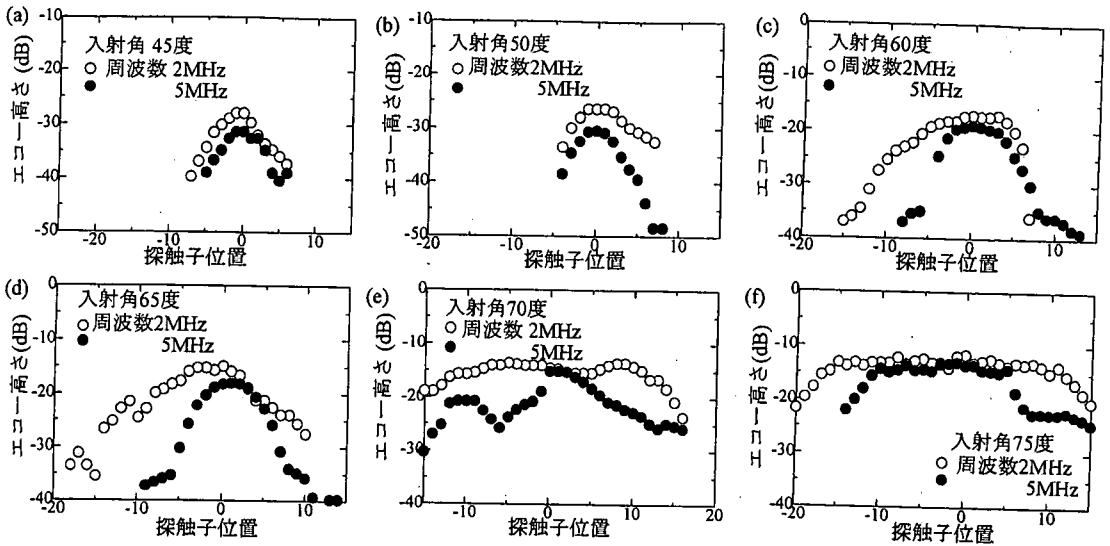 (a)
-10
-20
-30
-40
-50
エコー高さ (dB)
入射角 45度
○ 周波数 2MHz
● 5MHz
-20 -10 0 10
探触子位置
(b)
-10
-20
-30
-40
-50
エコー高さ (dB)
入射角50度
○ 周波数2MHz
● 5MHz
-20 -10 0 10
探触子位置
(c)
0
-10
-20
-30
-40
エコー高さ (dB)
入射角60度
○ 周波数2MHz
● 5MHz
-20 -10 0 10
探触子位置
(d)
0
-10
-20
-30
-40
エコー高さ (dB)
入射角65度
○ 周波数2MHz
● 5MHz
-20 -10 0 10
探触子位置
(e)
0
-10
-20
-30
-40
エコー高さ (dB)
入射角70度
○ 周波数 2MHz
● 5MHz
-10 0 10 20
探触子位置
(f)
0
-10
-20
-30
-40
エコー高さ(dB)
入射角75度
○ 周波数2MHz
● 5MHz
-20 -10 0 10
探触子位置